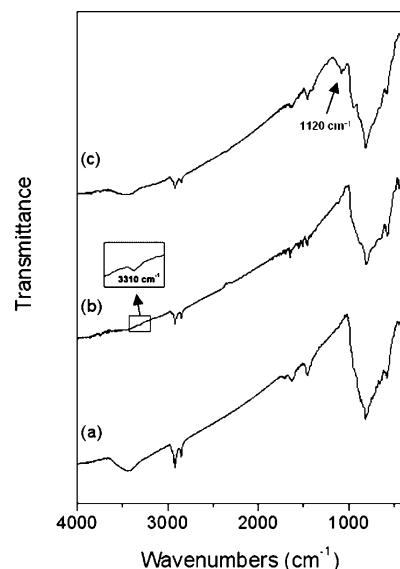 1120 cm⁻¹
(c)
3310 cm⁻¹
(b)
(a)
Transmittance
4000 3000 2000 1000
Wavenumbers (cm⁻¹)